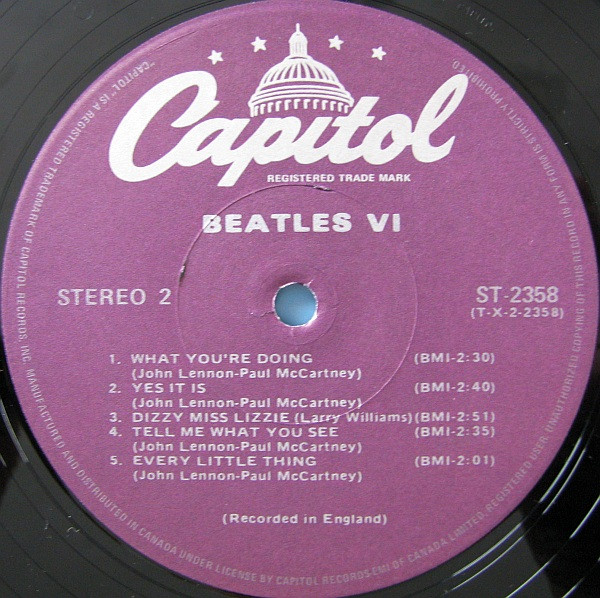 Capitol
REGISTERED TRADE MARK
BEATLES VI
STEREO 2
ST-2358
(T-X-2-2358)
1. WHAT YOU'RE DOING (BMI-2:30)
(John Lennon-Paul McCartney)
2. YES IT IS (BMI-2:40)
(John Lennon-Paul McCartney)
3. DIZZY MISS LIZZIE (Larry Williams) (BMI-2:51)
4. TELL ME WHAT YOU SEE (BMI-2:35)
(John Lennon-Paul McCartney)
5. EVERY LITTLE THING (BMI-2:01)
(John Lennon-Paul McCartney)
(Recorded in England)
"CAPITOL" IS A REGISTERED TRADEMARK OF CAPITOL RECORDS, INC. MANUFACTURED AND DISTRIBUTED IN CANADA UNDER LICENSE BY CAPITOL RECORDS-EMI OF CANADA LIMITED, REGISTERED USER. UNAUTHORIZED COPYING OF THIS RECORD IN ANY FORM IS STRICTLY PROHIBITED